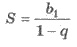 S = b₁ / (1 - q)